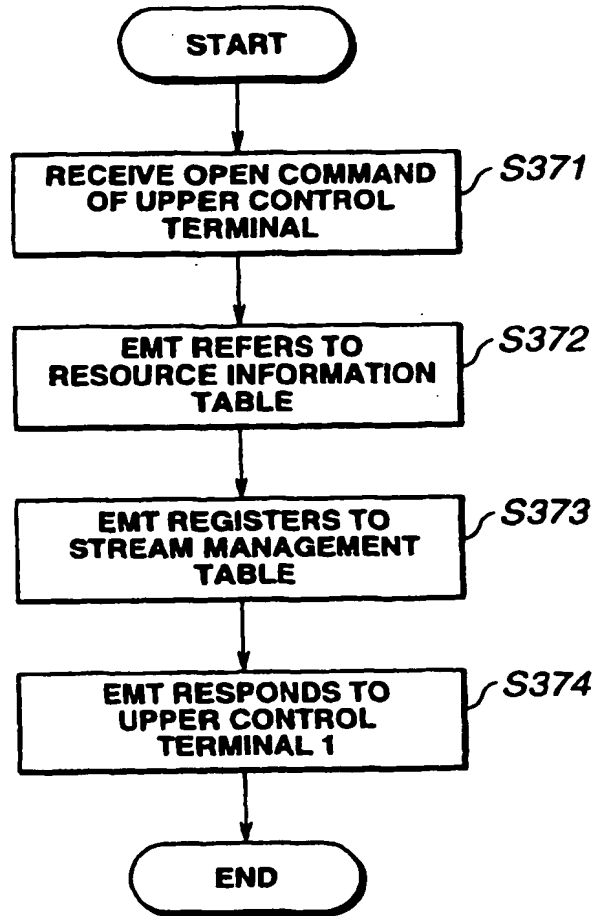 START
RECEIVE OPEN COMMAND
OF UPPER CONTROL
TERMINAL
S371
EMT REFERS TO
RESOURCE INFORMATION
TABLE
S372
EMT REGISTERS TO
STREAM MANAGEMENT
TABLE
S373
EMT RESPONDS TO
UPPER CONTROL
TERMINAL 1
S374
END